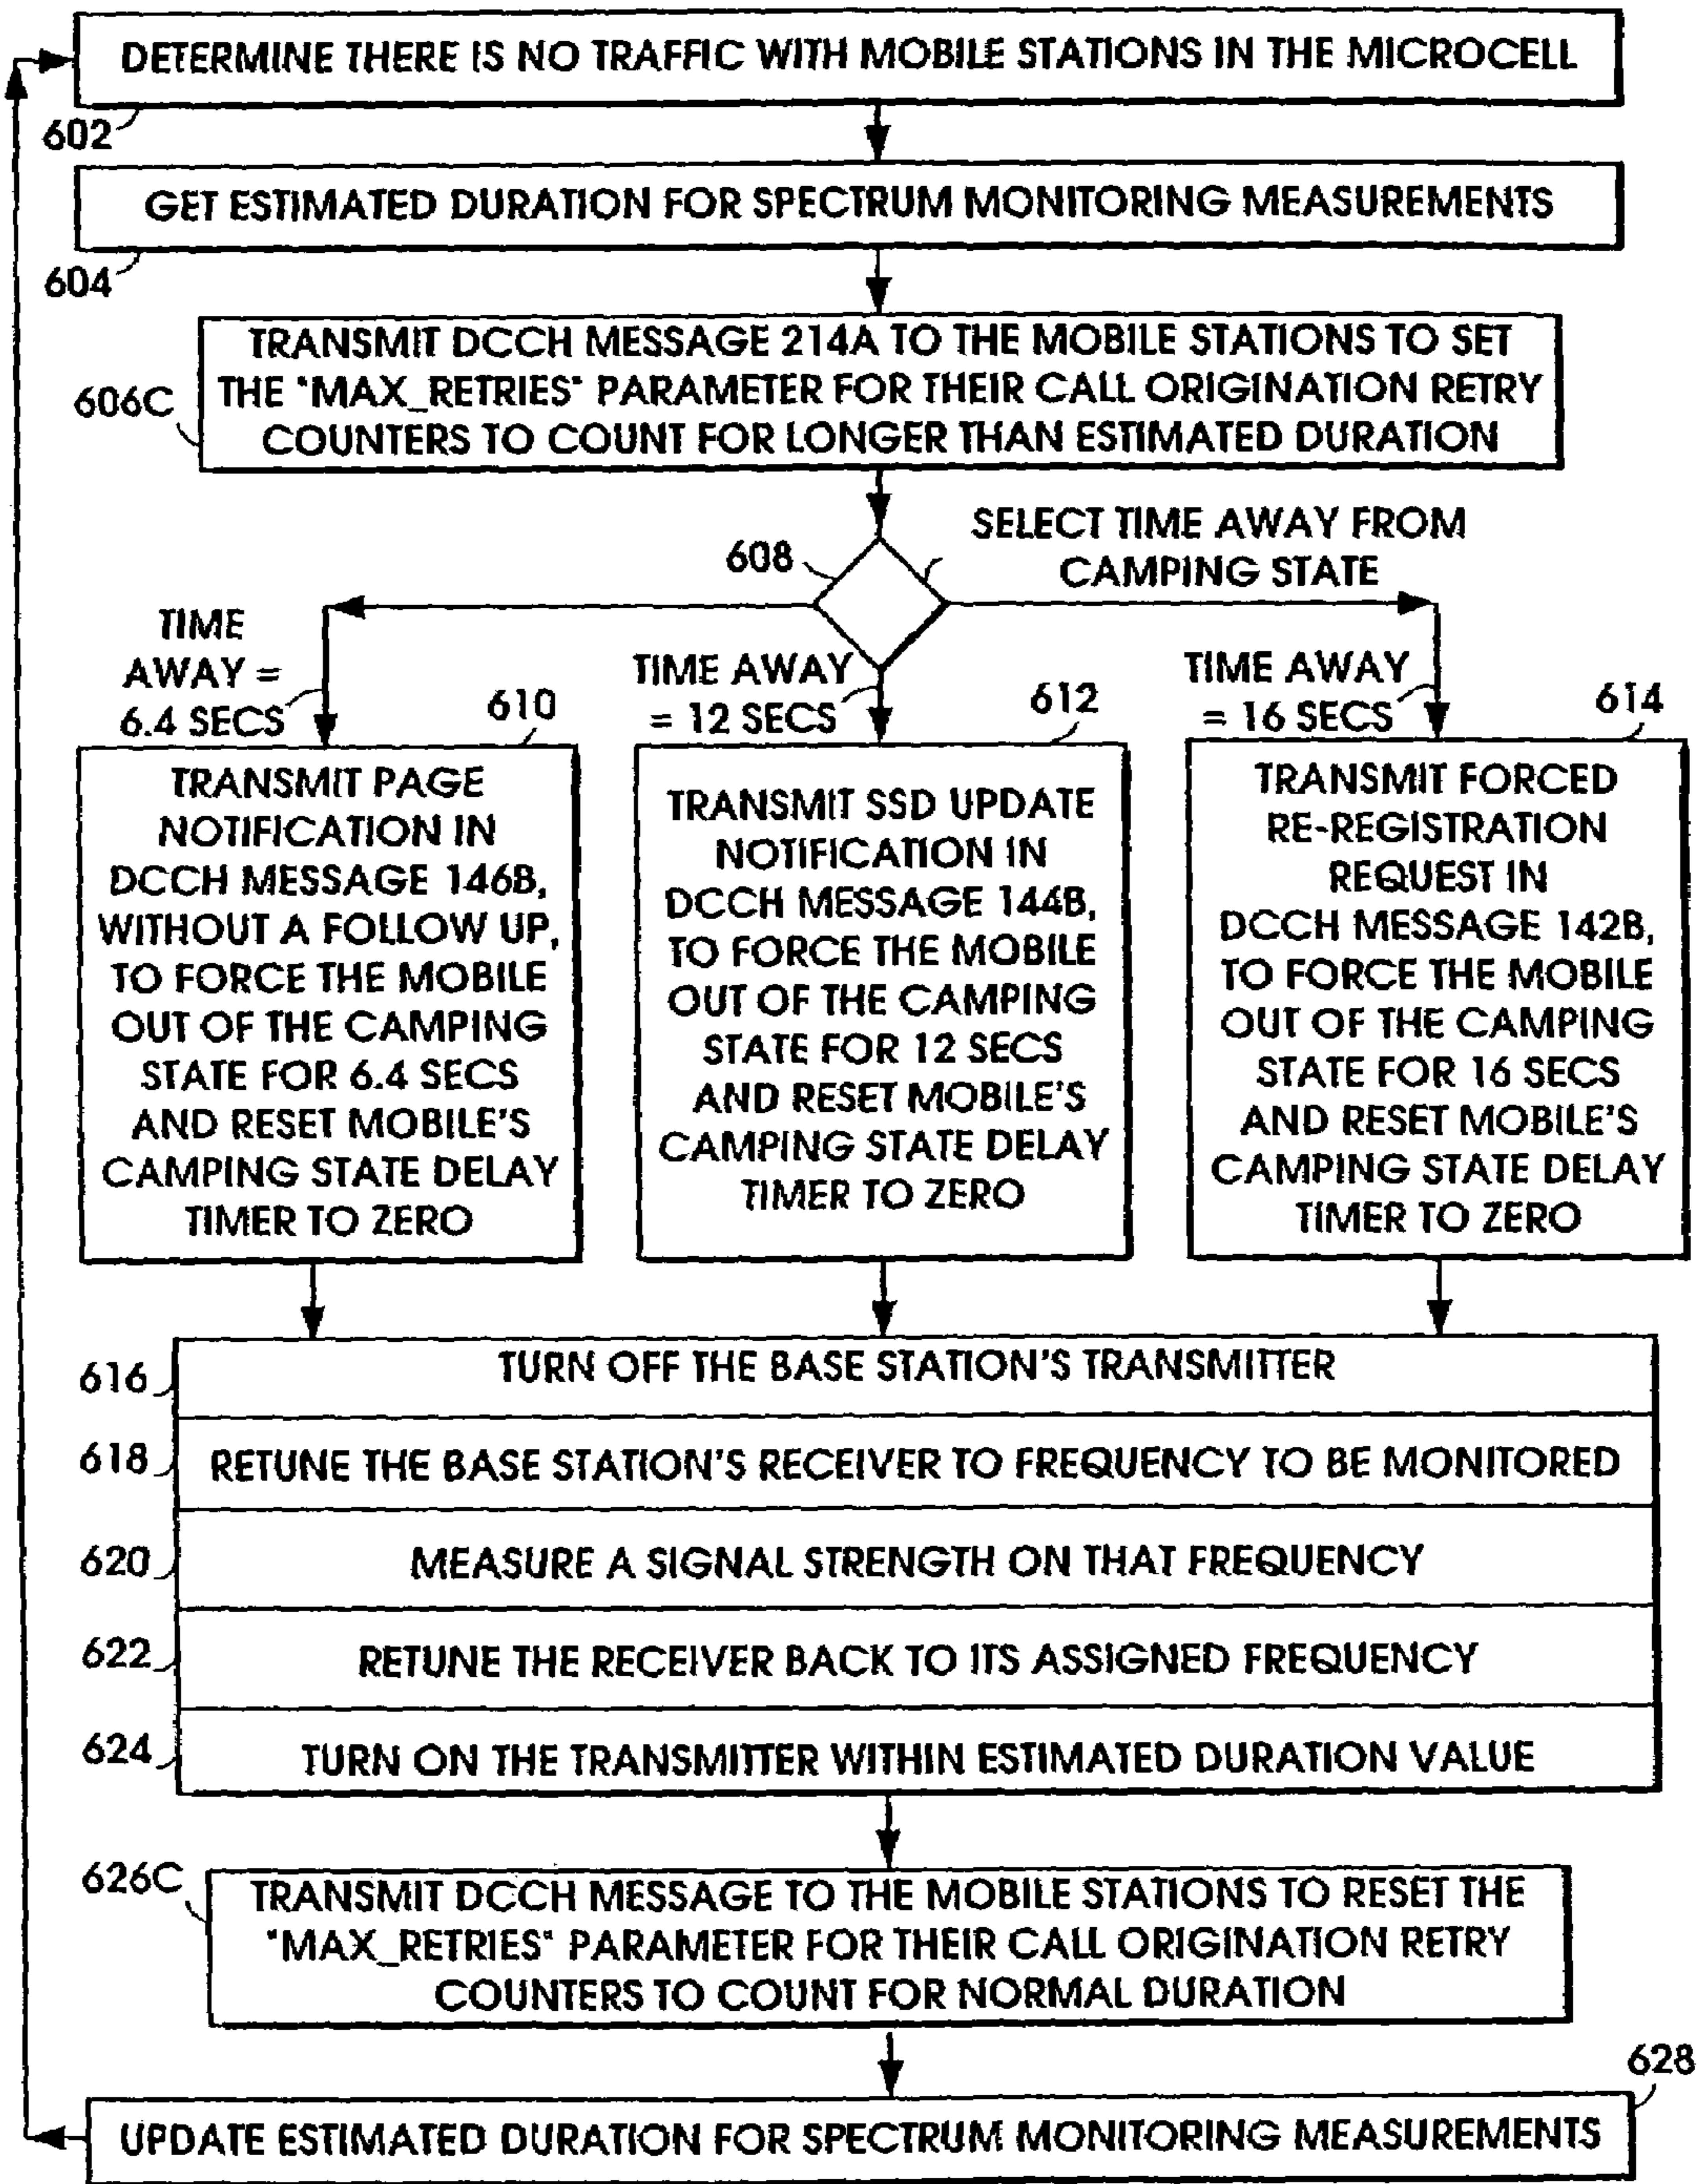 DETERMINE THERE IS NO TRAFFIC WITH MOBILE STATIONS IN THE MICROCELL
602
GET ESTIMATED DURATION FOR SPECTRUM MONITORING MEASUREMENTS
604
TRANSMIT DCCH MESSAGE 214A TO THE MOBILE STATIONS TO SET
THE "MAX_RETRIES" PARAMETER FOR THEIR CALL ORIGINATION RETRY
COUNTERS TO COUNT FOR LONGER THAN ESTIMATED DURATION
606C
608
SELECT TIME AWAY FROM
CAMPING STATE
TIME
AWAY =
6.4 SECS
TIME AWAY
= 12 SECS
TIME AWAY
= 16 SECS
610
TRANSMIT PAGE
NOTIFICATION IN
DCCH MESSAGE 146B,
WITHOUT A FOLLOW UP,
TO FORCE THE MOBILE
OUT OF THE CAMPING
STATE FOR 6.4 SECS
AND RESET MOBILE'S
CAMPING STATE DELAY
TIMER TO ZERO
612
TRANSMIT SSD UPDATE
NOTIFICATION IN
DCCH MESSAGE 144B,
TO FORCE THE MOBILE
OUT OF THE CAMPING
STATE FOR 12 SECS
AND RESET MOBILE'S
CAMPING STATE DELAY
TIMER TO ZERO
614
TRANSMIT FORCED
RE-REGISTRATION
REQUEST IN
DCCH MESSAGE 142B,
TO FORCE THE MOBILE
OUT OF THE CAMPING
STATE FOR 16 SECS
AND RESET MOBILE'S
CAMPING STATE DELAY
TIMER TO ZERO
616
TURN OFF THE BASE STATION'S TRANSMITTER
618
RETUNE THE BASE STATION'S RECEIVER TO FREQUENCY TO BE MONITORED
620
MEASURE A SIGNAL STRENGTH ON THAT FREQUENCY
622
RETUNE THE RECEIVER BACK TO ITS ASSIGNED FREQUENCY
624
TURN ON THE TRANSMITTER WITHIN ESTIMATED DURATION VALUE
626C
TRANSMIT DCCH MESSAGE TO THE MOBILE STATIONS TO RESET THE
"MAX_RETRIES" PARAMETER FOR THEIR CALL ORIGINATION RETRY
COUNTERS TO COUNT FOR NORMAL DURATION
628
UPDATE ESTIMATED DURATION FOR SPECTRUM MONITORING MEASUREMENTS